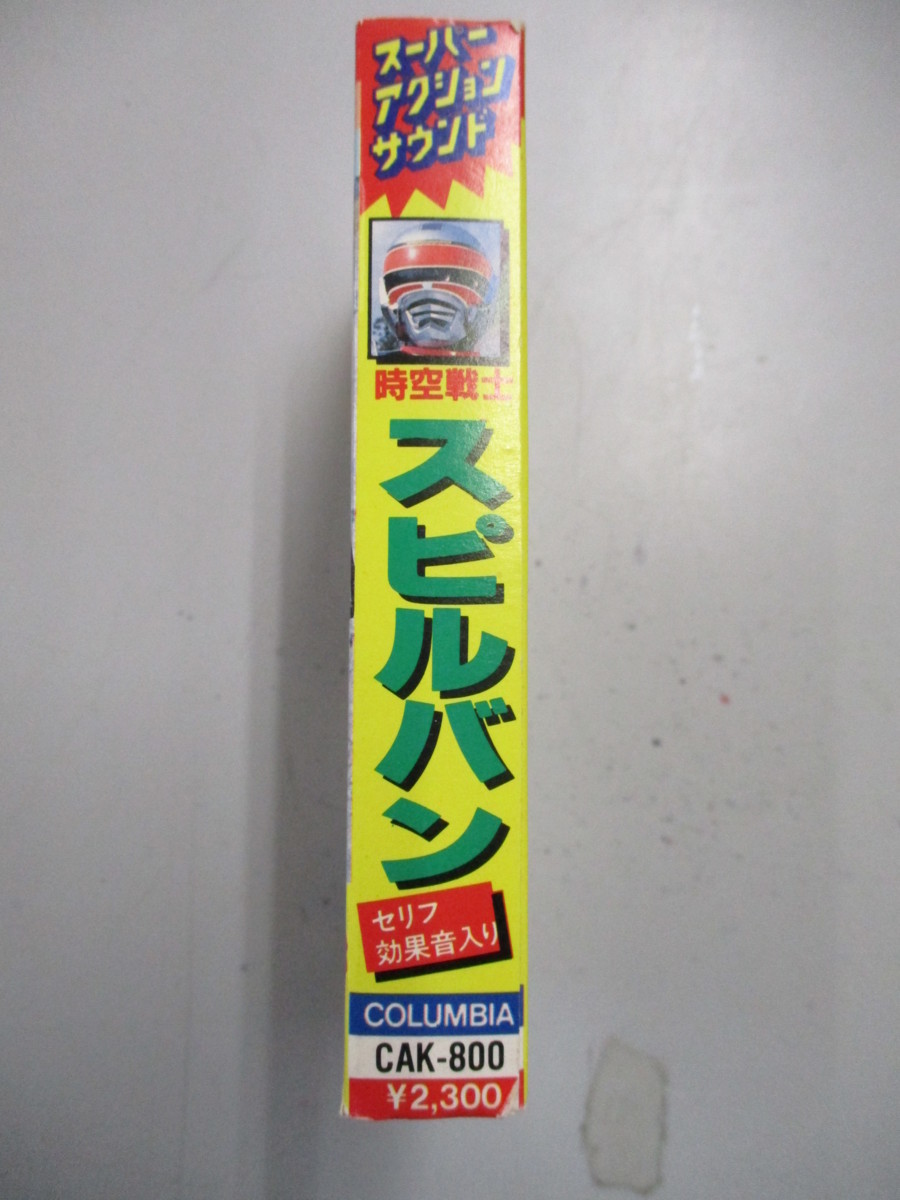 スーパー
アクション
サウンド
時空戦士
スピルバン
セリフ
効果音入り
COLUMBIA
CAK-800
¥2,300